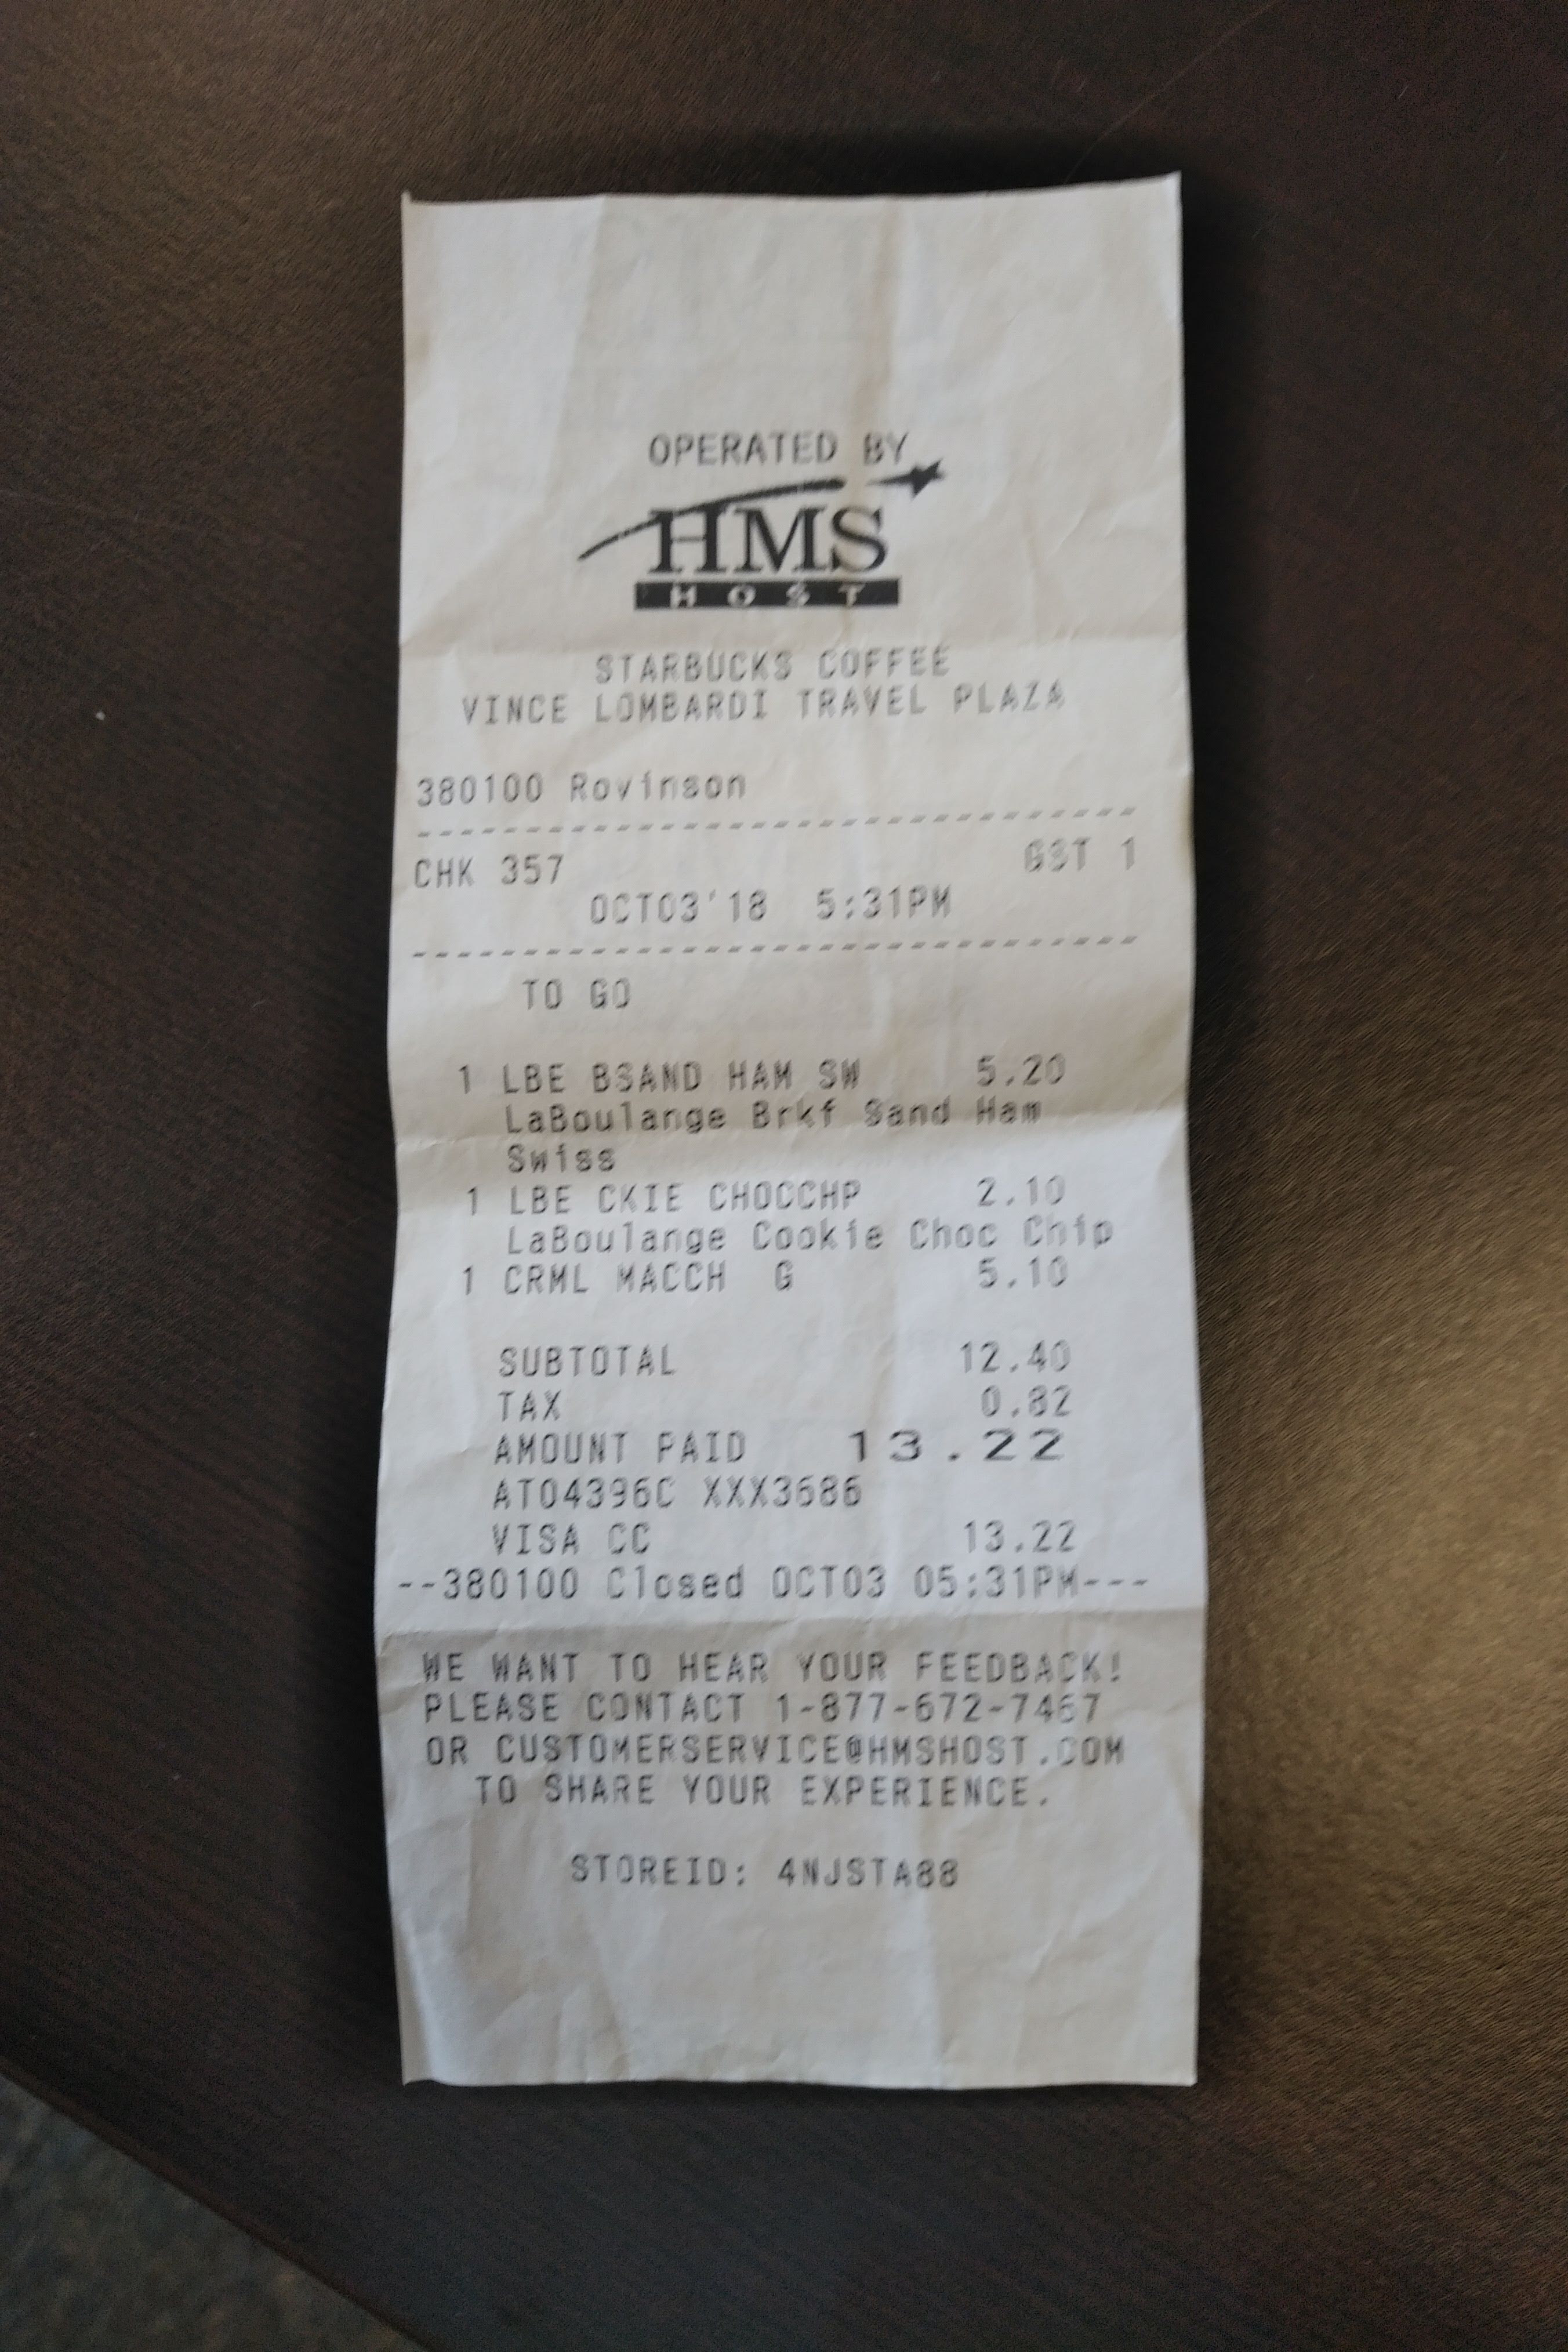 OPERATED BY
HMS
HOST
STARBUCKS COFFEE
VINCE LOMBARDI TRAVEL PLAZA
380100 Rovinson
--------------------------------
CHK 357 GST 1
OCT03'18 5:31PM
--------------------------------
TO GO
1 LBE BSAND HAM SW 5.20
LaBoulange Brkf Sand Ham
Swiss
1 LBE CKIE CHOCCHP 2.10
LaBoulange Cookie Choc Chip
1 CRML MACCH G 5.10
SUBTOTAL 12.40
TAX 0.82
AMOUNT PAID 13.22
AT04396C XXX3686
VISA CC 13.22
--380100 Closed OCT03 05:31PM---
WE WANT TO HEAR YOUR FEEDBACK!
PLEASE CONTACT 1-877-672-7467
OR CUSTOMERSERVICE@HMSHOST.COM
TO SHARE YOUR EXPERIENCE.
STOREID: 4NJSTA88